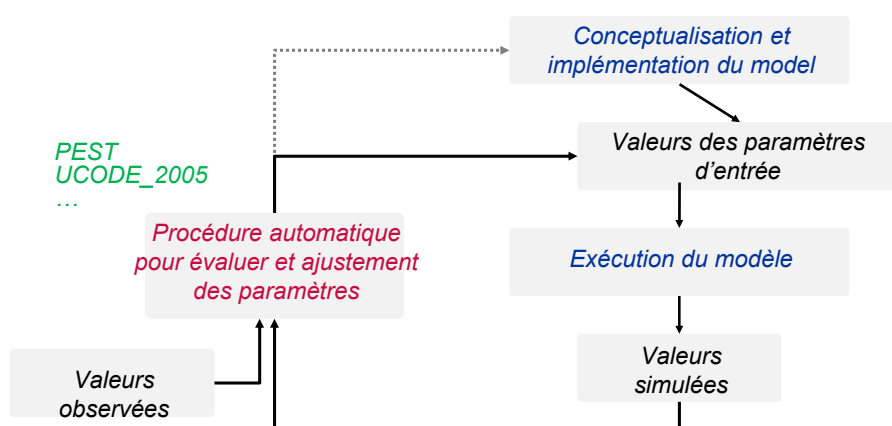 Conceptualisation et
implémentation du model
Valeurs des paramètres
d'entrée
PEST
UCODE_2005
…
Procédure automatique
pour évaluer et ajustement
des paramètres
Exécution du modèle
Valeurs
simulées
Valeurs
observées